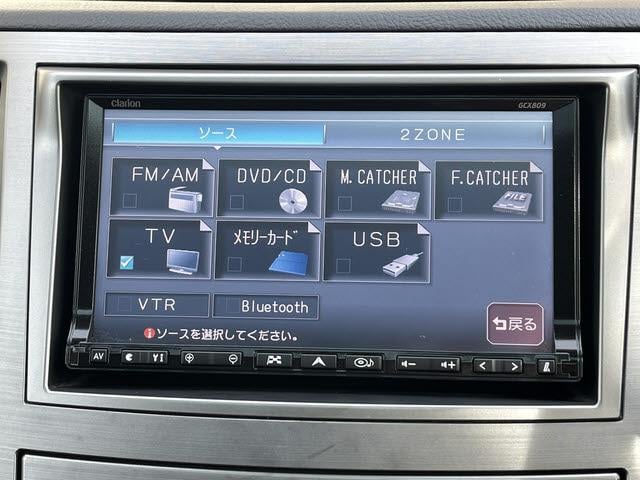 clarion GCX809
ソース 2ZONE
FM/AM DVD/CD M.CATCHER F.CATCHER
FILE
TV ﾒﾓﾘｰｶｰﾄﾞ USB
VTR Bluetooth
ソースを選択してください。 戻る
AV